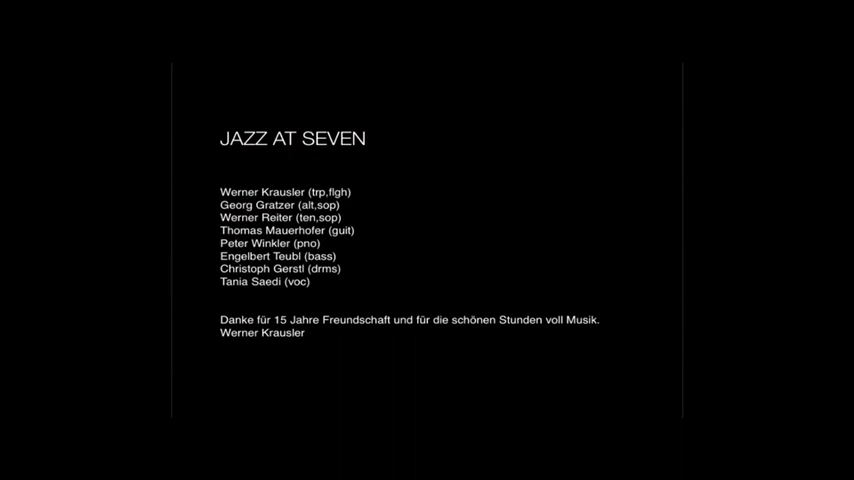 JAZZ AT SEVEN
Werner Krausler (trp,flgh)
Georg Gratzer (alt,sop)
Werner Reiter (ten,sop)
Thomas Mauerhofer (guit)
Peter Winkler (pno)
Engelbert Teubl (bass)
Christoph Gerstl (drms)
Tania Saedi (voc)
Danke für 15 Jahre Freundschaft und für die schönen Stunden voll Musik.
Werner Krausler